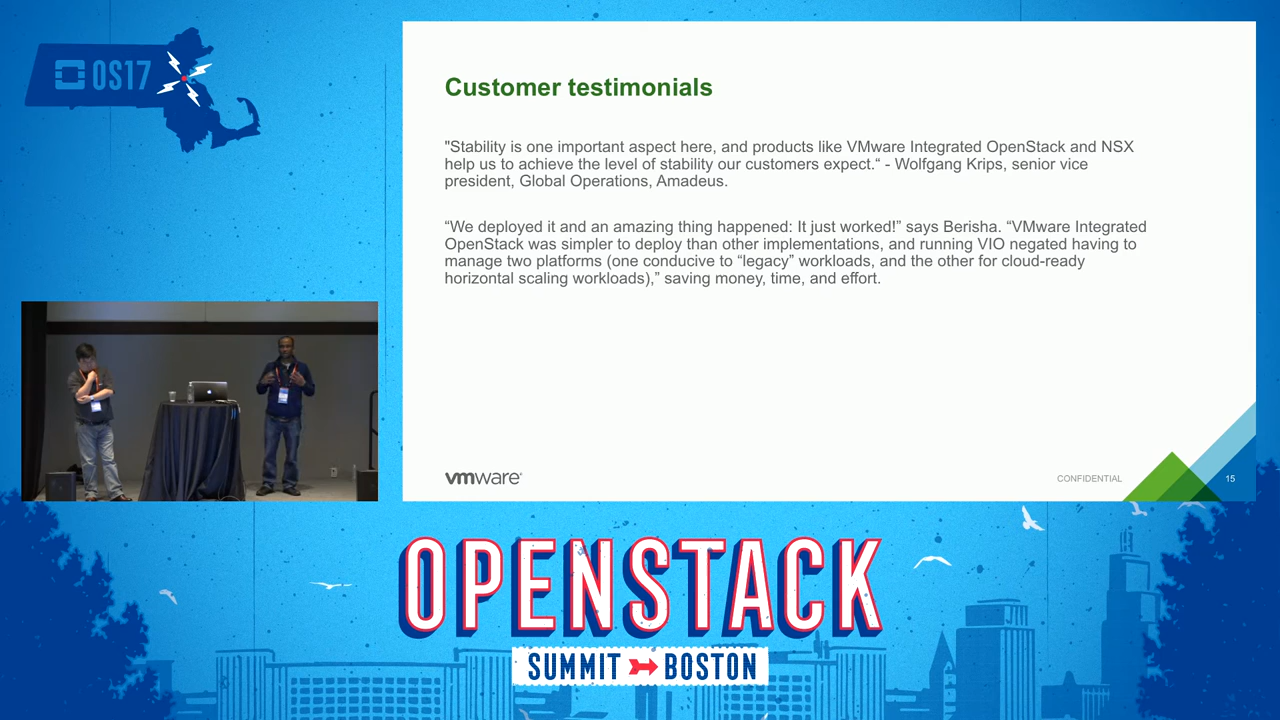 OS17
Customer testimonials
"Stability is one important aspect here, and products like VMware Integrated OpenStack and NSX
help us to achieve the level of stability our customers expect.“ - Wolfgang Krips, senior vice
president, Global Operations, Amadeus.
“We deployed it and an amazing thing happened: It just worked!” says Berisha. “VMware Integrated
OpenStack was simpler to deploy than other implementations, and running VIO negated having to
manage two platforms (one conducive to “legacy” workloads, and the other for cloud-ready
horizontal scaling workloads),” saving money, time, and effort.
vmware®
CONFIDENTIAL
15
OPENSTACK
SUMMIT BOSTON